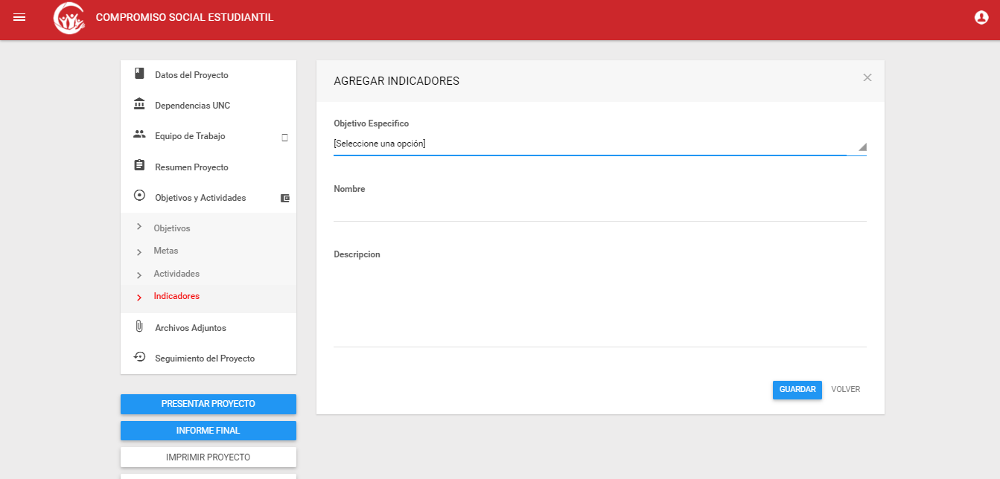 COMPROMISO SOCIAL ESTUDIANTIL
Datos del Proyecto
Dependencias UNC
Equipo de Trabajo
Resumen Proyecto
Objetivos y Actividades
Objetivos
Metas
Actividades
Indicadores
Archivos Adjuntos
Seguimiento del Proyecto
PRESENTAR PROYECTO
INFORME FINAL
IMPRIMIR PROYECTO
AGREGAR INDICADORES
Objetivo Especifico
[Seleccione una opción]
Nombre
Descripcion
GUARDAR
VOLVER